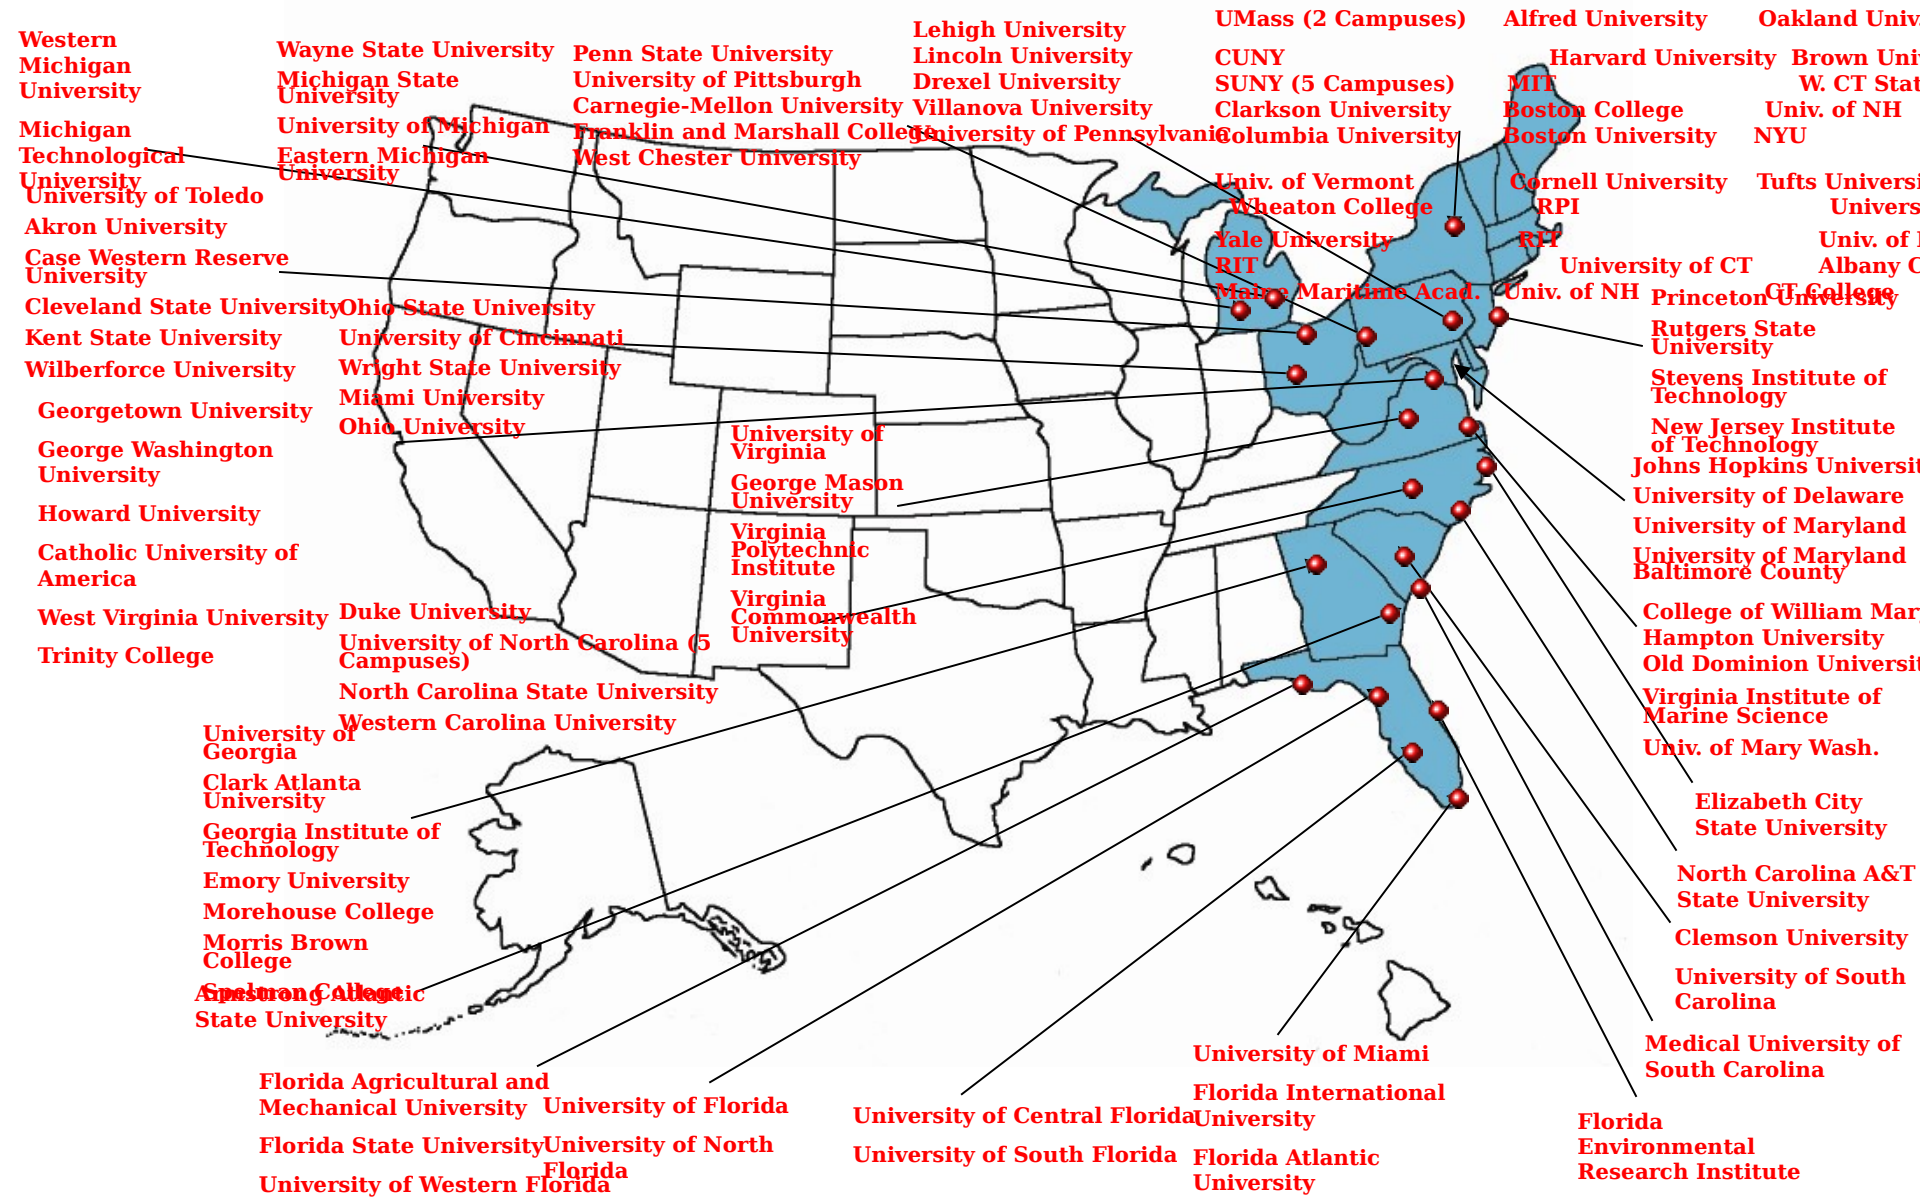 Western
Michigan
University
Michigan
Technological
University
Wayne State University
Michigan State
University
University of Michigan
Eastern Michigan
University
Penn State University
University of Pittsburgh
Carnegie-Mellon University
Franklin and Marshall College
West Chester University
Lehigh University
Lincoln University
Drexel University
Villanova University
University of Pennsylvania
UMass (2 Campuses)
CUNY
SUNY (5 Campuses)
Clarkson University
Columbia University
Univ. of Vermont
Wheaton College
Yale University
RIT
Maine Maritime Acad.
Alfred University
Harvard University
MIT
Boston College
Boston University
Cornell University
RPI
RIT
University of CT
Univ. of NH
Oakland Univ.
Brown Uni
W. CT Stat
Univ. of NH
NYU
Tufts Universi
Univers
Univ. of
Albany C
CT College
University of Toledo
Akron University
Case Western Reserve
University
Cleveland State University
Kent State University
Wilberforce University
Ohio State University
University of Cincinnati
Wright State University
Miami University
Ohio University
Princeton University
Rutgers State
University
Stevens Institute of
Technology
New Jersey Institute
of Technology
Georgetown University
George Washington
University
Howard University
Catholic University of
America
West Virginia University
Trinity College
University of
Virginia
George Mason
University
Virginia
Polytechnic
Institute
Virginia
Commonwealth
University
Johns Hopkins Universit
University of Delaware
University of Maryland
University of Maryland
Baltimore County
Duke University
University of North Carolina (5
Campuses)
North Carolina State University
Western Carolina University
College of William Mary
Hampton University
Old Dominion Universit
Virginia Institute of
Marine Science
Univ. of Mary Wash.
University of
Georgia
Clark Atlanta
University
Georgia Institute of
Technology
Emory University
Morehouse College
Morris Brown
College
Spelman College
Armstrong Atlantic
State University
Elizabeth City
State University
North Carolina A&T
State University
Clemson University
University of South
Carolina
Medical University of
South Carolina
Florida Agricultural and
Mechanical University
Florida State University
University of Western Florida
University of Florida
University of North
Florida
University of Central Florida
University of South Florida
University of Miami
Florida International
University
Florida Atlantic
University
Florida
Environmental
Research Institute